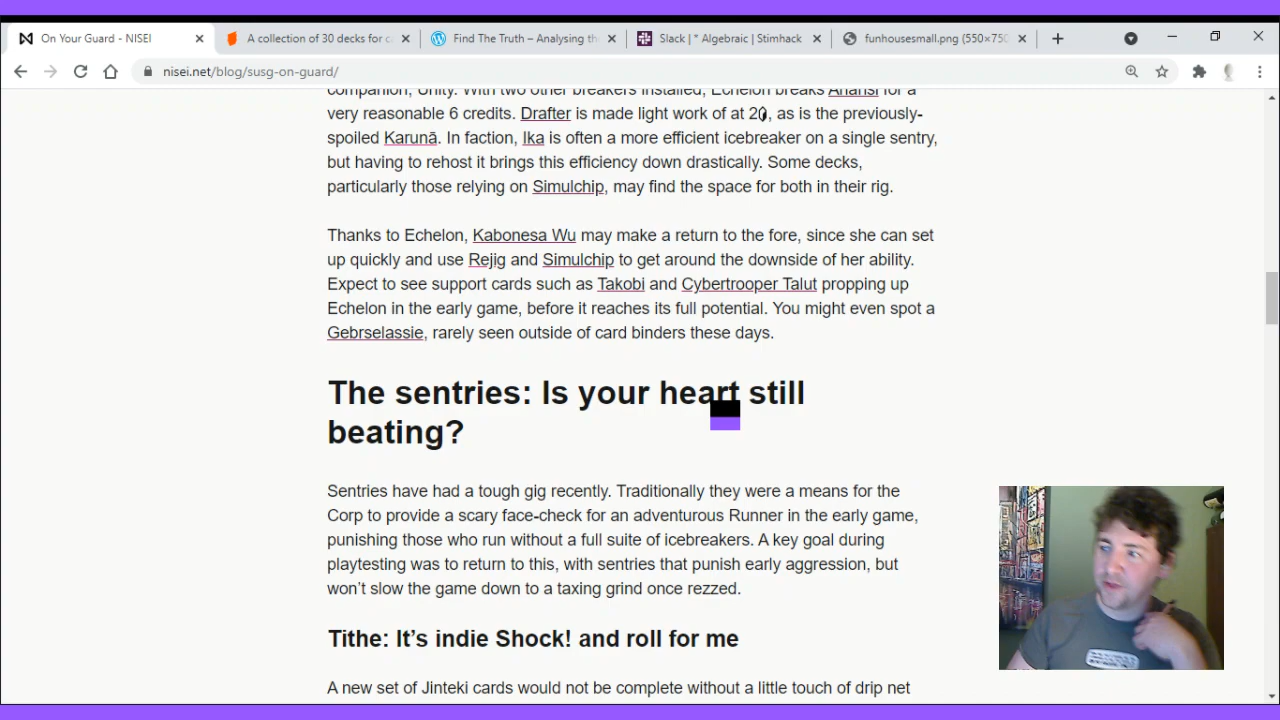 On Your Guard - NISEI
A collection of 30 decks for c
Find The Truth – Analysing th
Slack | * Algebraic | Stimhack
funhousesmall.png (550×750
nisei.net/blog/susg-on-guard/
companion, Unity. With two other breakers installed, Echelon breaks Anansi for a
very reasonable 6 credits. Drafter is made light work of at 2, as is the previously-
spoiled Karunā. In faction, Ika is often a more efficient icebreaker on a single sentry,
but having to rehost it brings this efficiency down drastically. Some decks,
particularly those relying on Simulchip, may find the space for both in their rig.
Thanks to Echelon, Kabonesa Wu may make a return to the fore, since she can set
up quickly and use Rejig and Simulchip to get around the downside of her ability.
Expect to see support cards such as Takobi and Cybertrooper Talut propping up
Echelon in the early game, before it reaches its full potential. You might even spot a
Gebrselassie, rarely seen outside of card binders these days.
The sentries: Is your heart still
beating?
Sentries have had a tough gig recently. Traditionally they were a means for the
Corp to provide a scary face-check for an adventurous Runner in the early game,
punishing those who run without a full suite of icebreakers. A key goal during
playtesting was to return to this, with sentries that punish early aggression, but
won't slow the game down to a taxing grind once rezzed.
Tithe: It's indie Shock! and roll for me
A new set of Jinteki cards would not be complete without a little touch of drip net